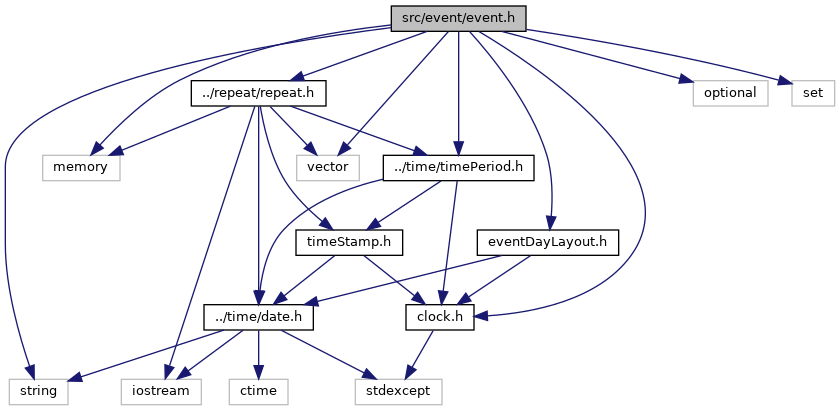 src/event/event.h
../repeat/repeat.h
optional
set
memory
vector
../time/timePeriod.h
timeStamp.h
eventDayLayout.h
../time/date.h
clock.h
string
iostream
ctime
stdexcept